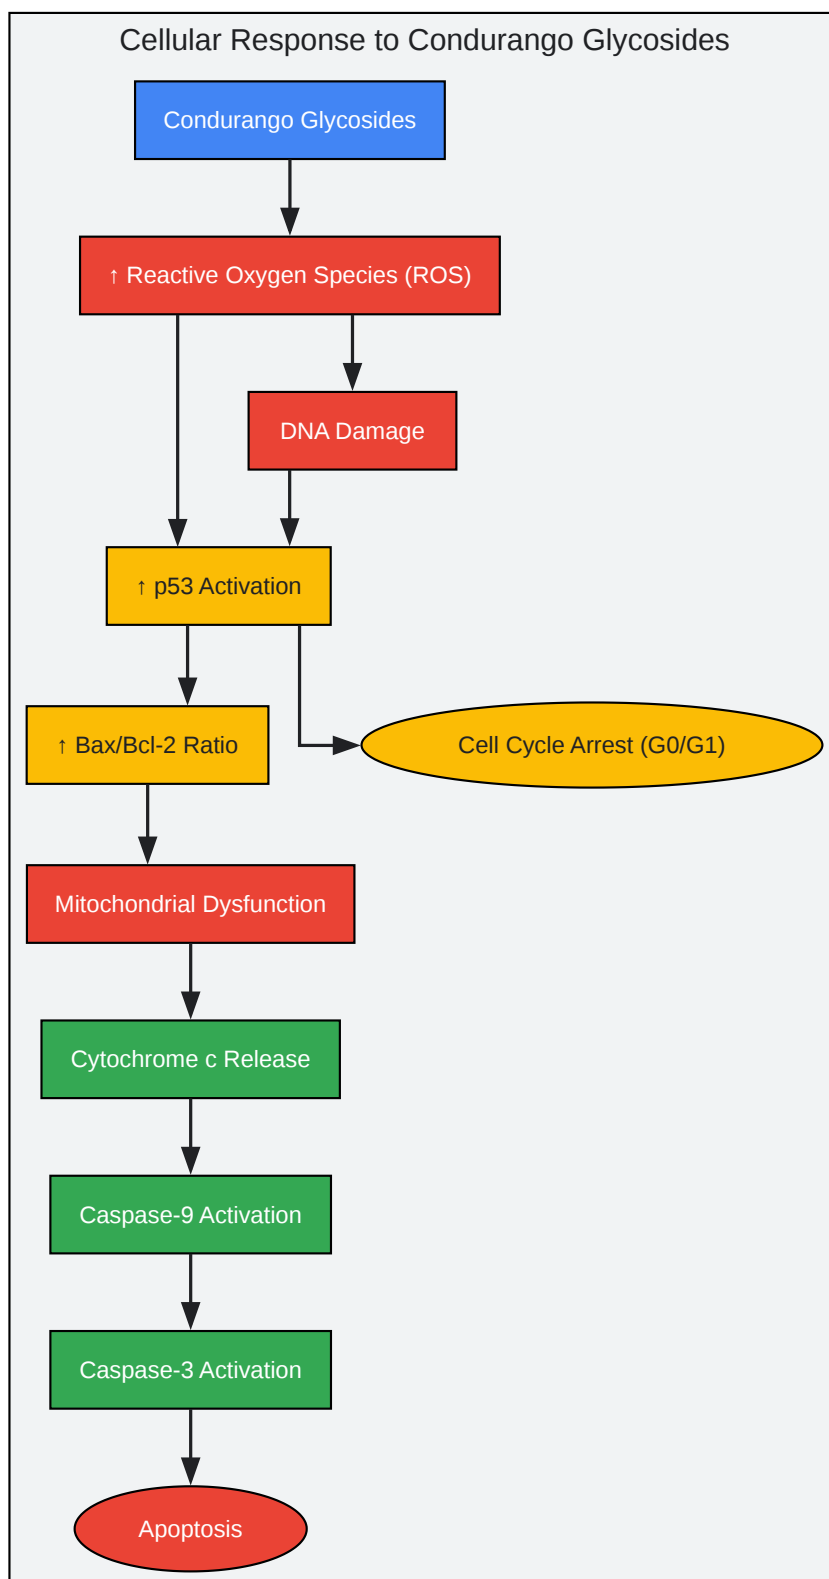 Cellular Response to Condurango Glycosides
Condurango Glycosides
↑ Reactive Oxygen Species (ROS)
DNA Damage
↑ p53 Activation
↑ Bax/Bcl-2 Ratio
Cell Cycle Arrest (G0/G1)
Mitochondrial Dysfunction
Cytochrome c Release
Caspase-9 Activation
Caspase-3 Activation
Apoptosis